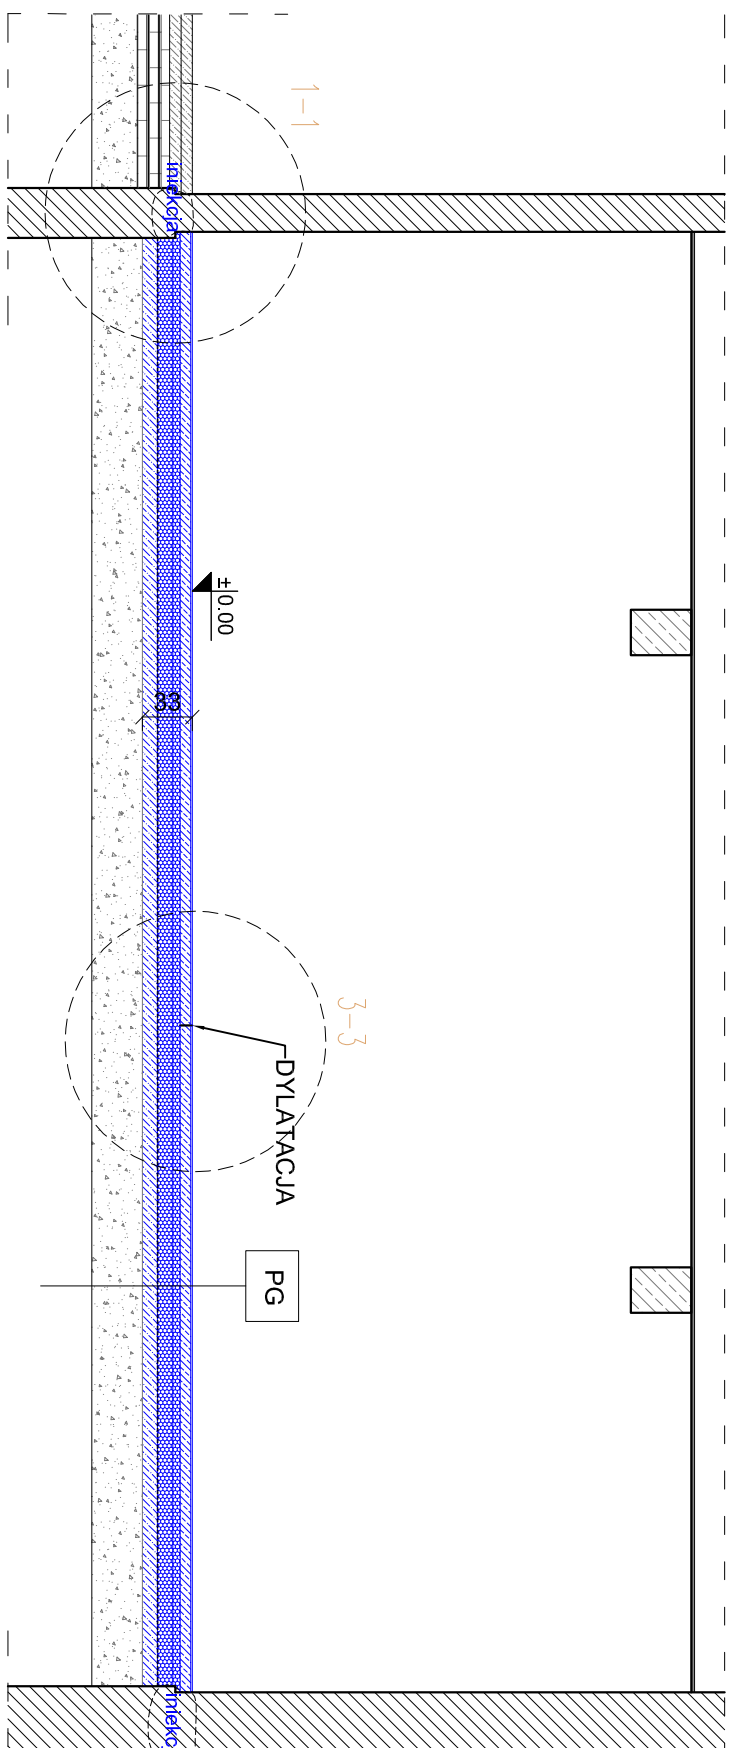 1-1
iniekcja
±0.00
33
3-3
DYLATACJA
PG
iniekc